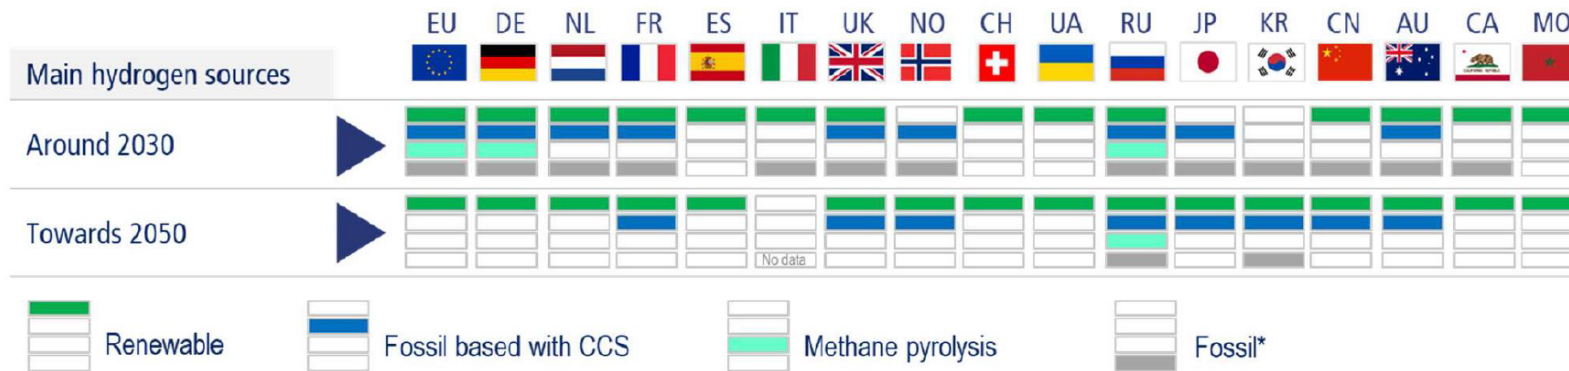 EU DE NL FR ES IT UK NO CH UA RU JP KR CN AU CA MO
Main hydrogen sources
Around 2030
Towards 2050
No data
Renewable
Fossil based with CCS
Methane pyrolysis
Fossil*